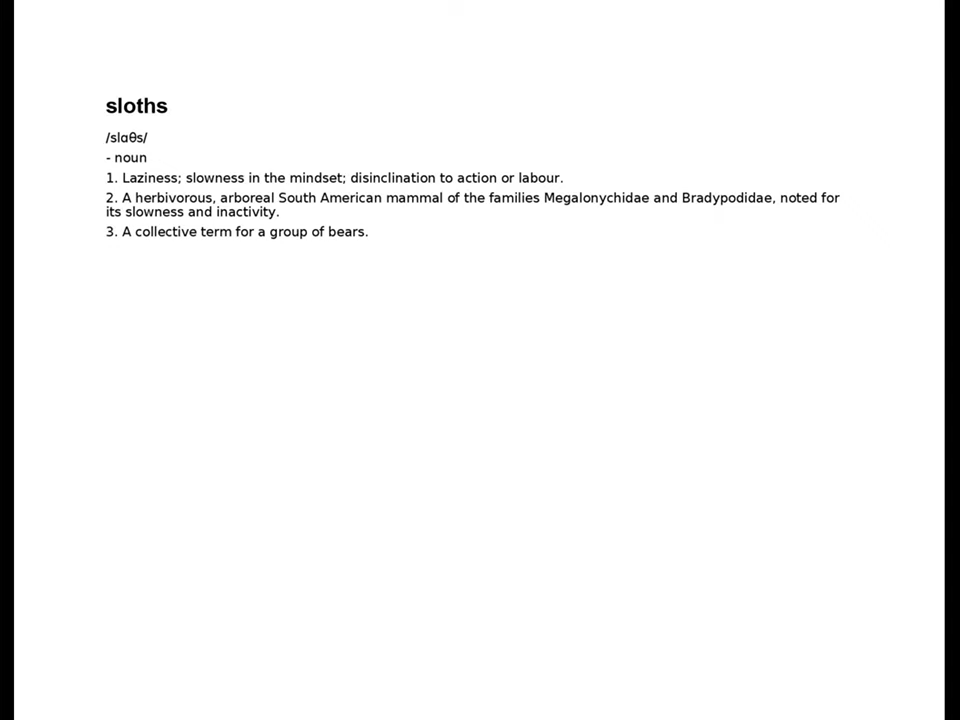 sloths
/slɑθs/
- noun
1. Laziness; slowness in the mindset; disinclination to action or labour.
2. A herbivorous, arboreal South American mammal of the families Megalonychidae and Bradypodidae, noted for
its slowness and inactivity.
3. A collective term for a group of bears.